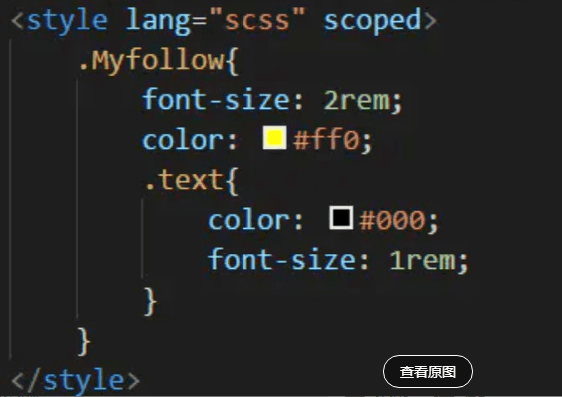 <style lang="scss" scoped>
.Myfollow{
font-size: 2rem;
color: #ff0;
.text{
color: #000;
font-size: 1rem;
}
}
</style>
查看原图